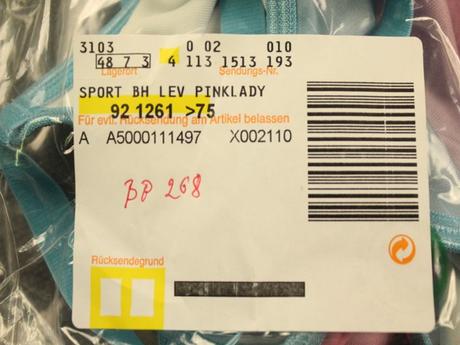 3103 0 02 010
48 7 3 4 113 1513 193
Lagerort Sendungs-Nr.
SPORT BH LEV PINKLADY
92 1261 >75
Für evtl. Rücksendung am Artikel belassen
A A5000111497 X002110
BP 268
Rücksendegrund